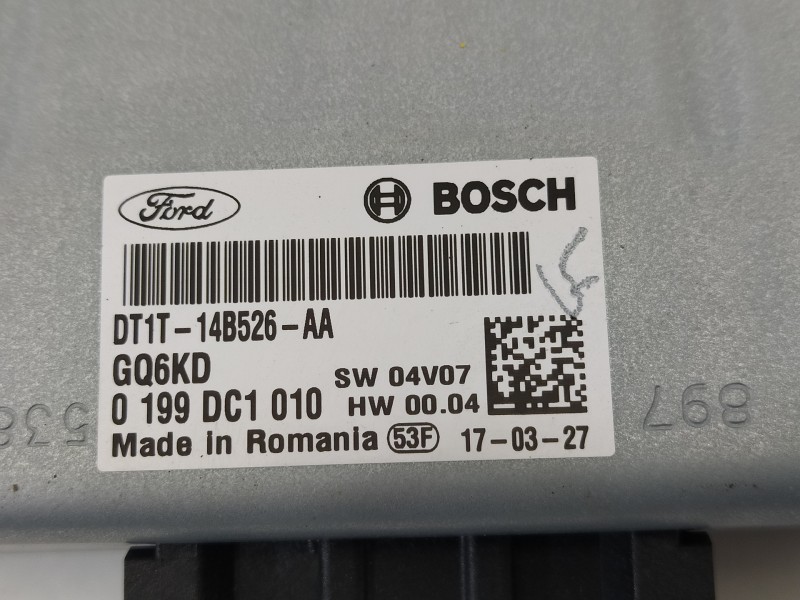 Ford BOSCH
DT1T-14B526-AA
GQ6KD
SW 04V07
0 199 DC1 010 HW 00.04
Made in Romania 53F 17-03-27
538
897